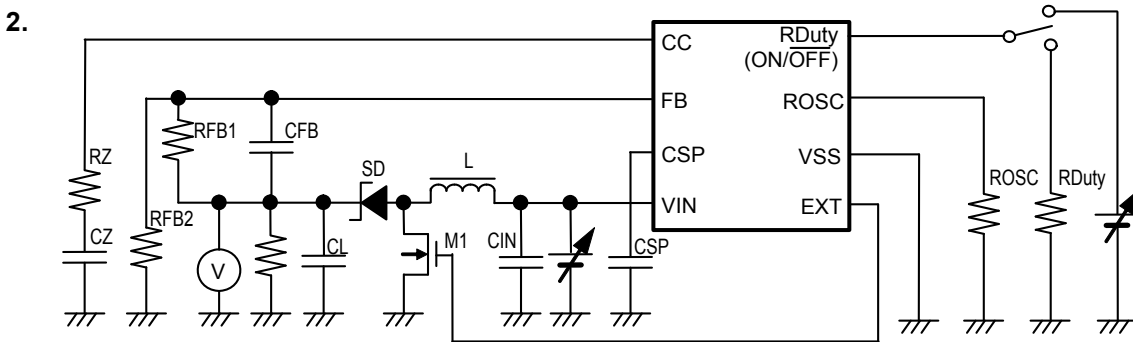 2.
CC
RDuty
(ON/OFF)
FB
ROSC
CSP
VSS
VIN
EXT
RFB1
CFB
RZ
SD
L
ROSC
RDuty
CZ
RFB2
V
CL
M1
CIN
CSP